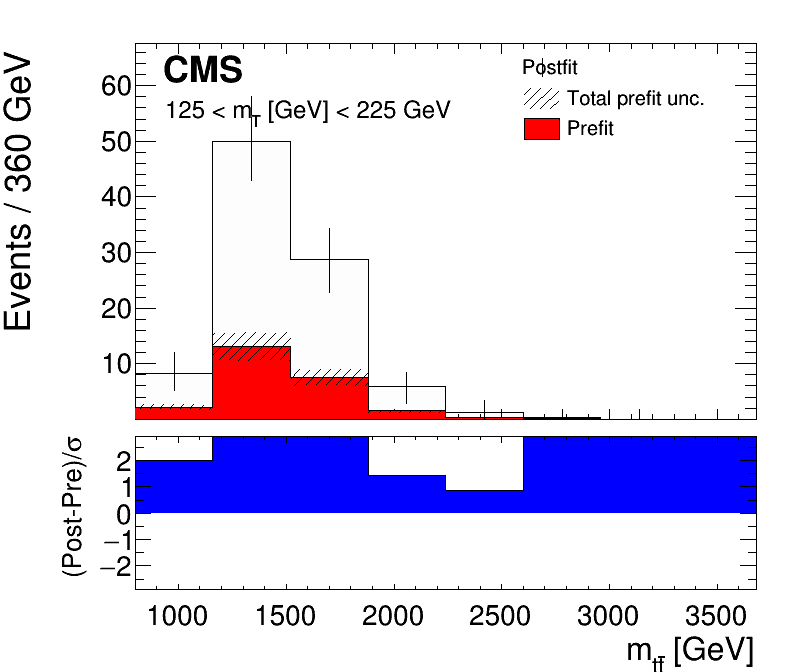 CMS
125 < m_T [GeV] < 225 GeV
Postfit
Total prefit unc.
Prefit
Events / 360 GeV
60
50
40
30
20
10
(Post-Pre)/σ
2
1
0
−1
−2
1000 1500 2000 2500 3000 3500
m_tt̄ [GeV]